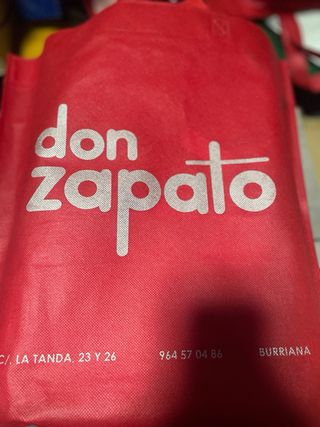 don
zapato
C/. LA TANDA, 23 Y 26 964 57 04 86 BURRIANA